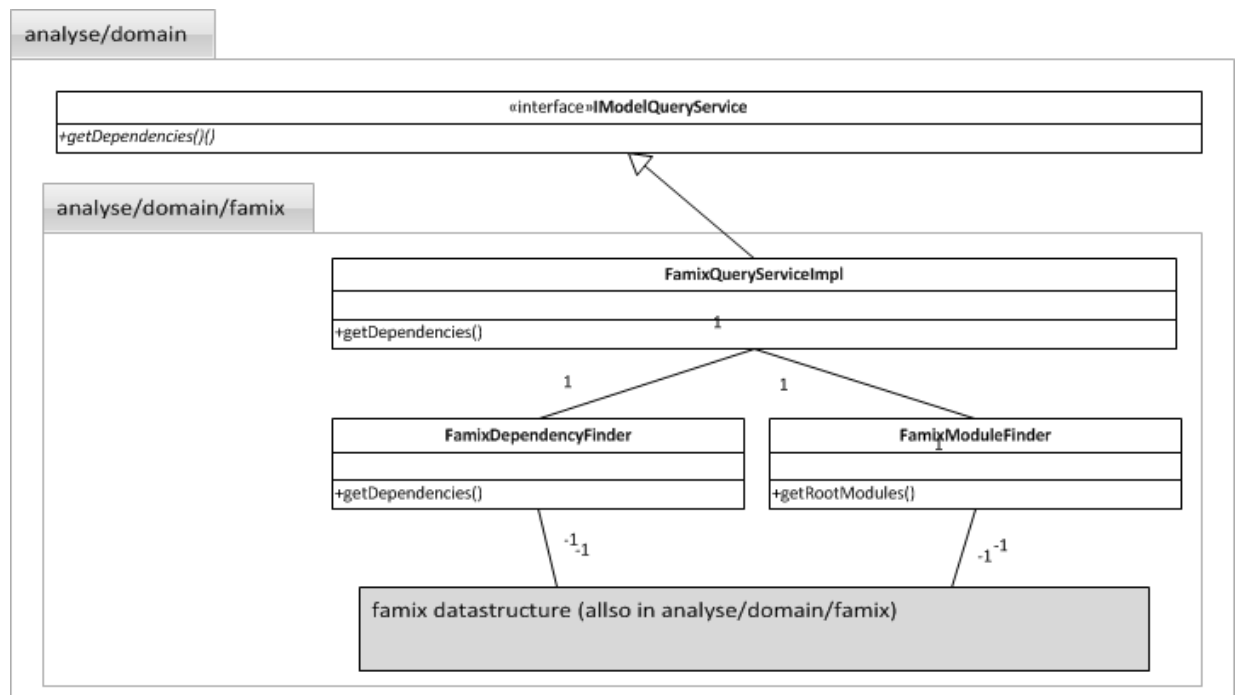 analyse/domain
«interface»IModelQueryService
+getDependencies()()
analyse/domain/famix
FamixQueryServiceImpl
1
+getDependencies()
1
1
FamixDependencyFinder
FamixModuleFinder
1
+getDependencies()
+getRootModules()
-1
-1
-1
-1
famix datastructure (allso in analyse/domain/famix)